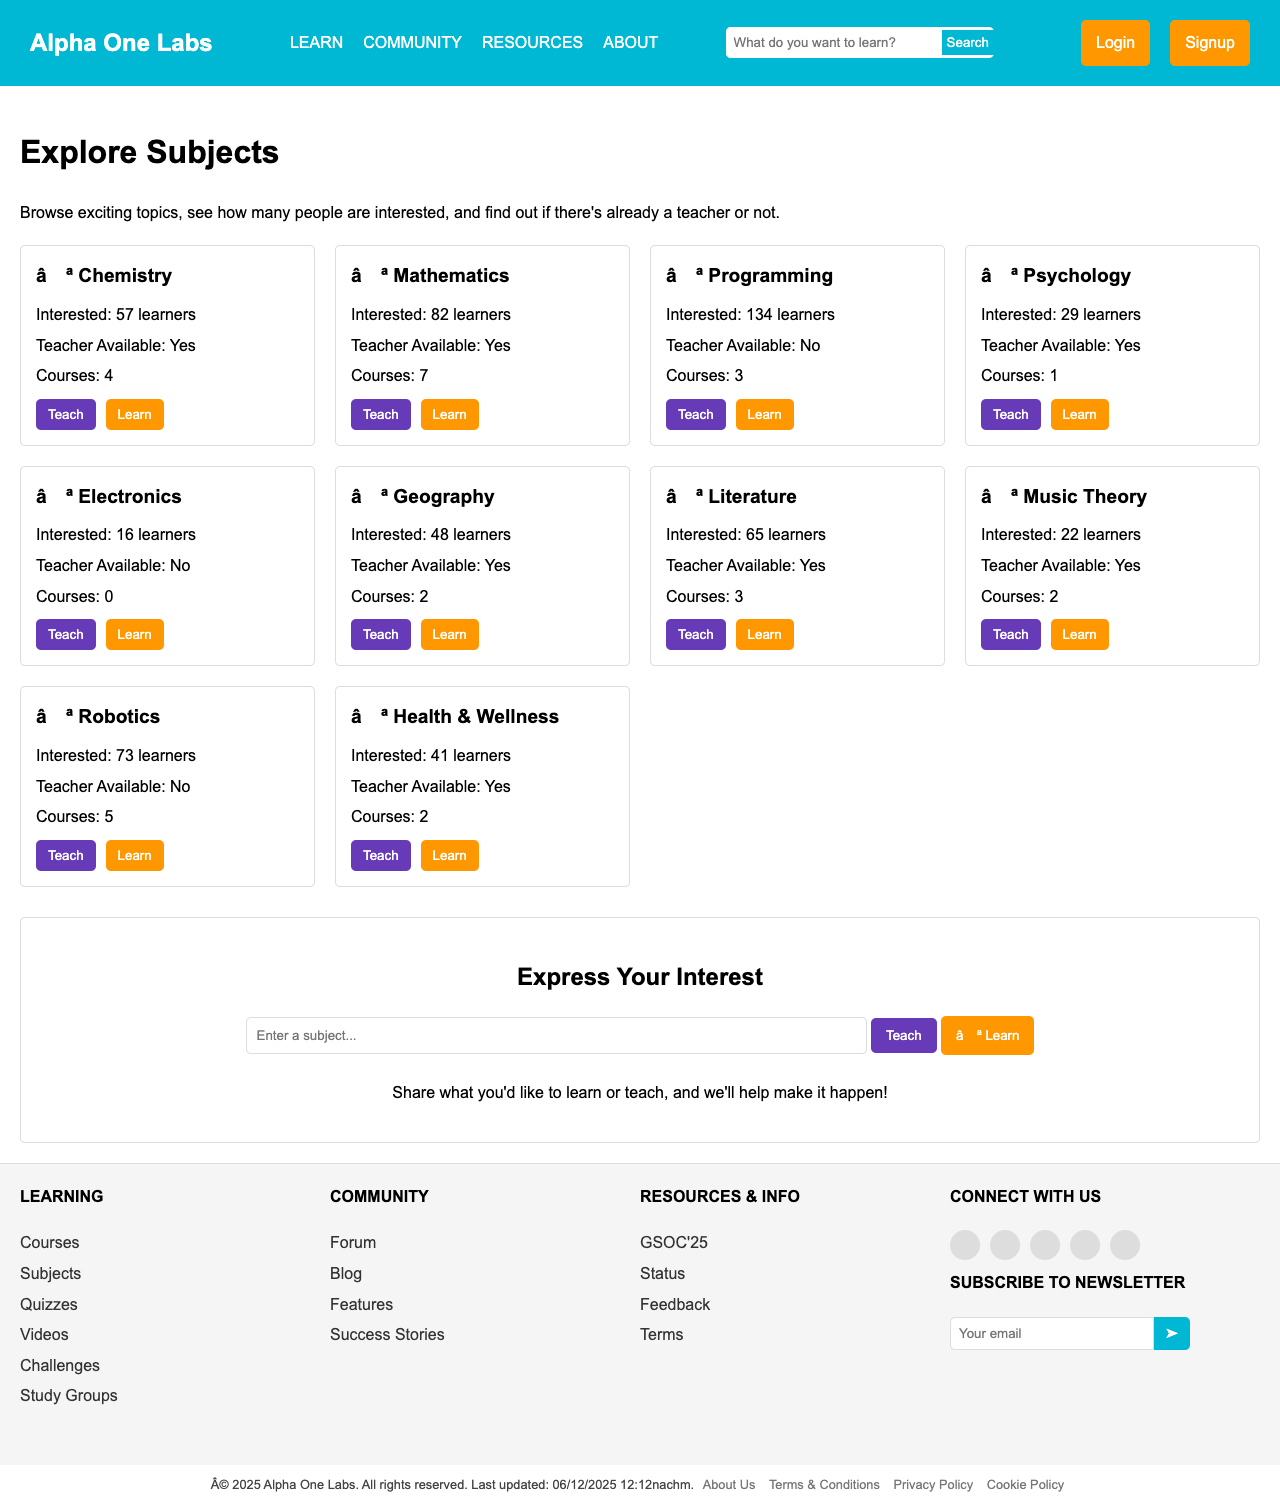 Alpha One Labs
LEARN COMMUNITY RESOURCES ABOUT
What do you want to learn? Search
Login Signup
Explore Subjects
Browse exciting topics, see how many people are interested, and find out if there's already a teacher or not.
â ª Chemistry
Interested: 57 learners
Teacher Available: Yes
Courses: 4
Teach Learn
â ª Mathematics
Interested: 82 learners
Teacher Available: Yes
Courses: 7
Teach Learn
â ª Programming
Interested: 134 learners
Teacher Available: No
Courses: 3
Teach Learn
â ª Psychology
Interested: 29 learners
Teacher Available: Yes
Courses: 1
Teach Learn
â ª Electronics
Interested: 16 learners
Teacher Available: No
Courses: 0
Teach Learn
â ª Geography
Interested: 48 learners
Teacher Available: Yes
Courses: 2
Teach Learn
â ª Literature
Interested: 65 learners
Teacher Available: Yes
Courses: 3
Teach Learn
â ª Music Theory
Interested: 22 learners
Teacher Available: Yes
Courses: 2
Teach Learn
â ª Robotics
Interested: 73 learners
Teacher Available: No
Courses: 5
Teach Learn
â ª Health & Wellness
Interested: 41 learners
Teacher Available: Yes
Courses: 2
Teach Learn
Express Your Interest
Enter a subject... Teach â ª Learn
Share what you'd like to learn or teach, and we'll help make it happen!
LEARNING
Courses
Subjects
Quizzes
Videos
Challenges
Study Groups
COMMUNITY
Forum
Blog
Features
Success Stories
RESOURCES & INFO
GSOC'25
Status
Feedback
Terms
CONNECT WITH US
SUBSCRIBE TO NEWSLETTER
Your email ➤
Â© 2025 Alpha One Labs. All rights reserved. Last updated: 06/12/2025 12:12nachm. About Us Terms & Conditions Privacy Policy Cookie Policy